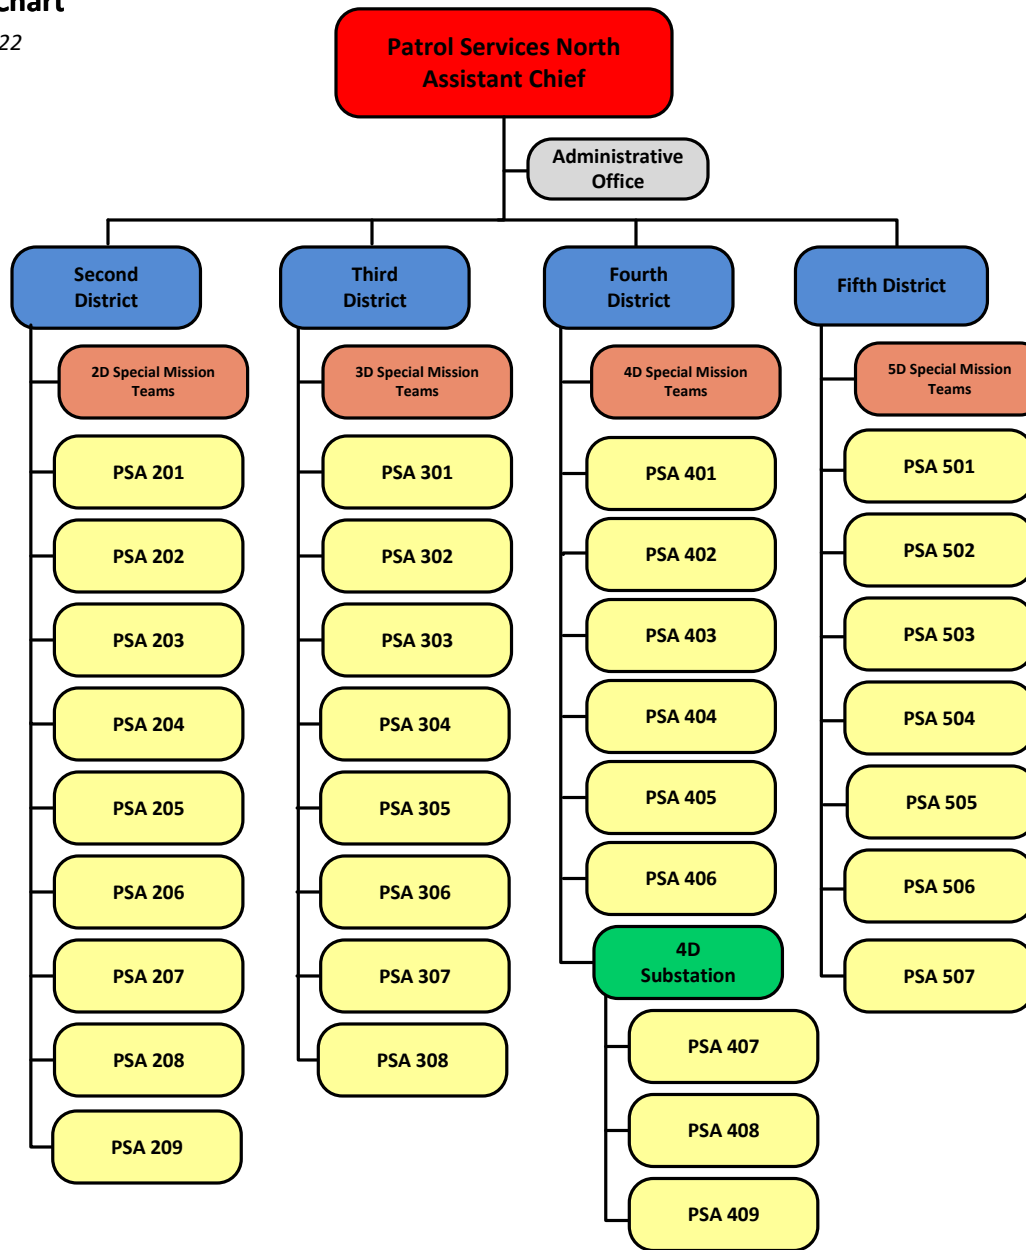 Chart
22
Patrol Services North
Assistant Chief
Administrative
Office
Second
District
2D Special Mission
Teams
PSA 201
PSA 202
PSA 203
PSA 204
PSA 205
PSA 206
PSA 207
PSA 208
PSA 209
Third
District
3D Special Mission
Teams
PSA 301
PSA 302
PSA 303
PSA 304
PSA 305
PSA 306
PSA 307
PSA 308
Fourth
District
4D Special Mission
Teams
PSA 401
PSA 402
PSA 403
PSA 404
PSA 405
PSA 406
4D
Substation
PSA 407
PSA 408
PSA 409
Fifth District
5D Special Mission
Teams
PSA 501
PSA 502
PSA 503
PSA 504
PSA 505
PSA 506
PSA 507